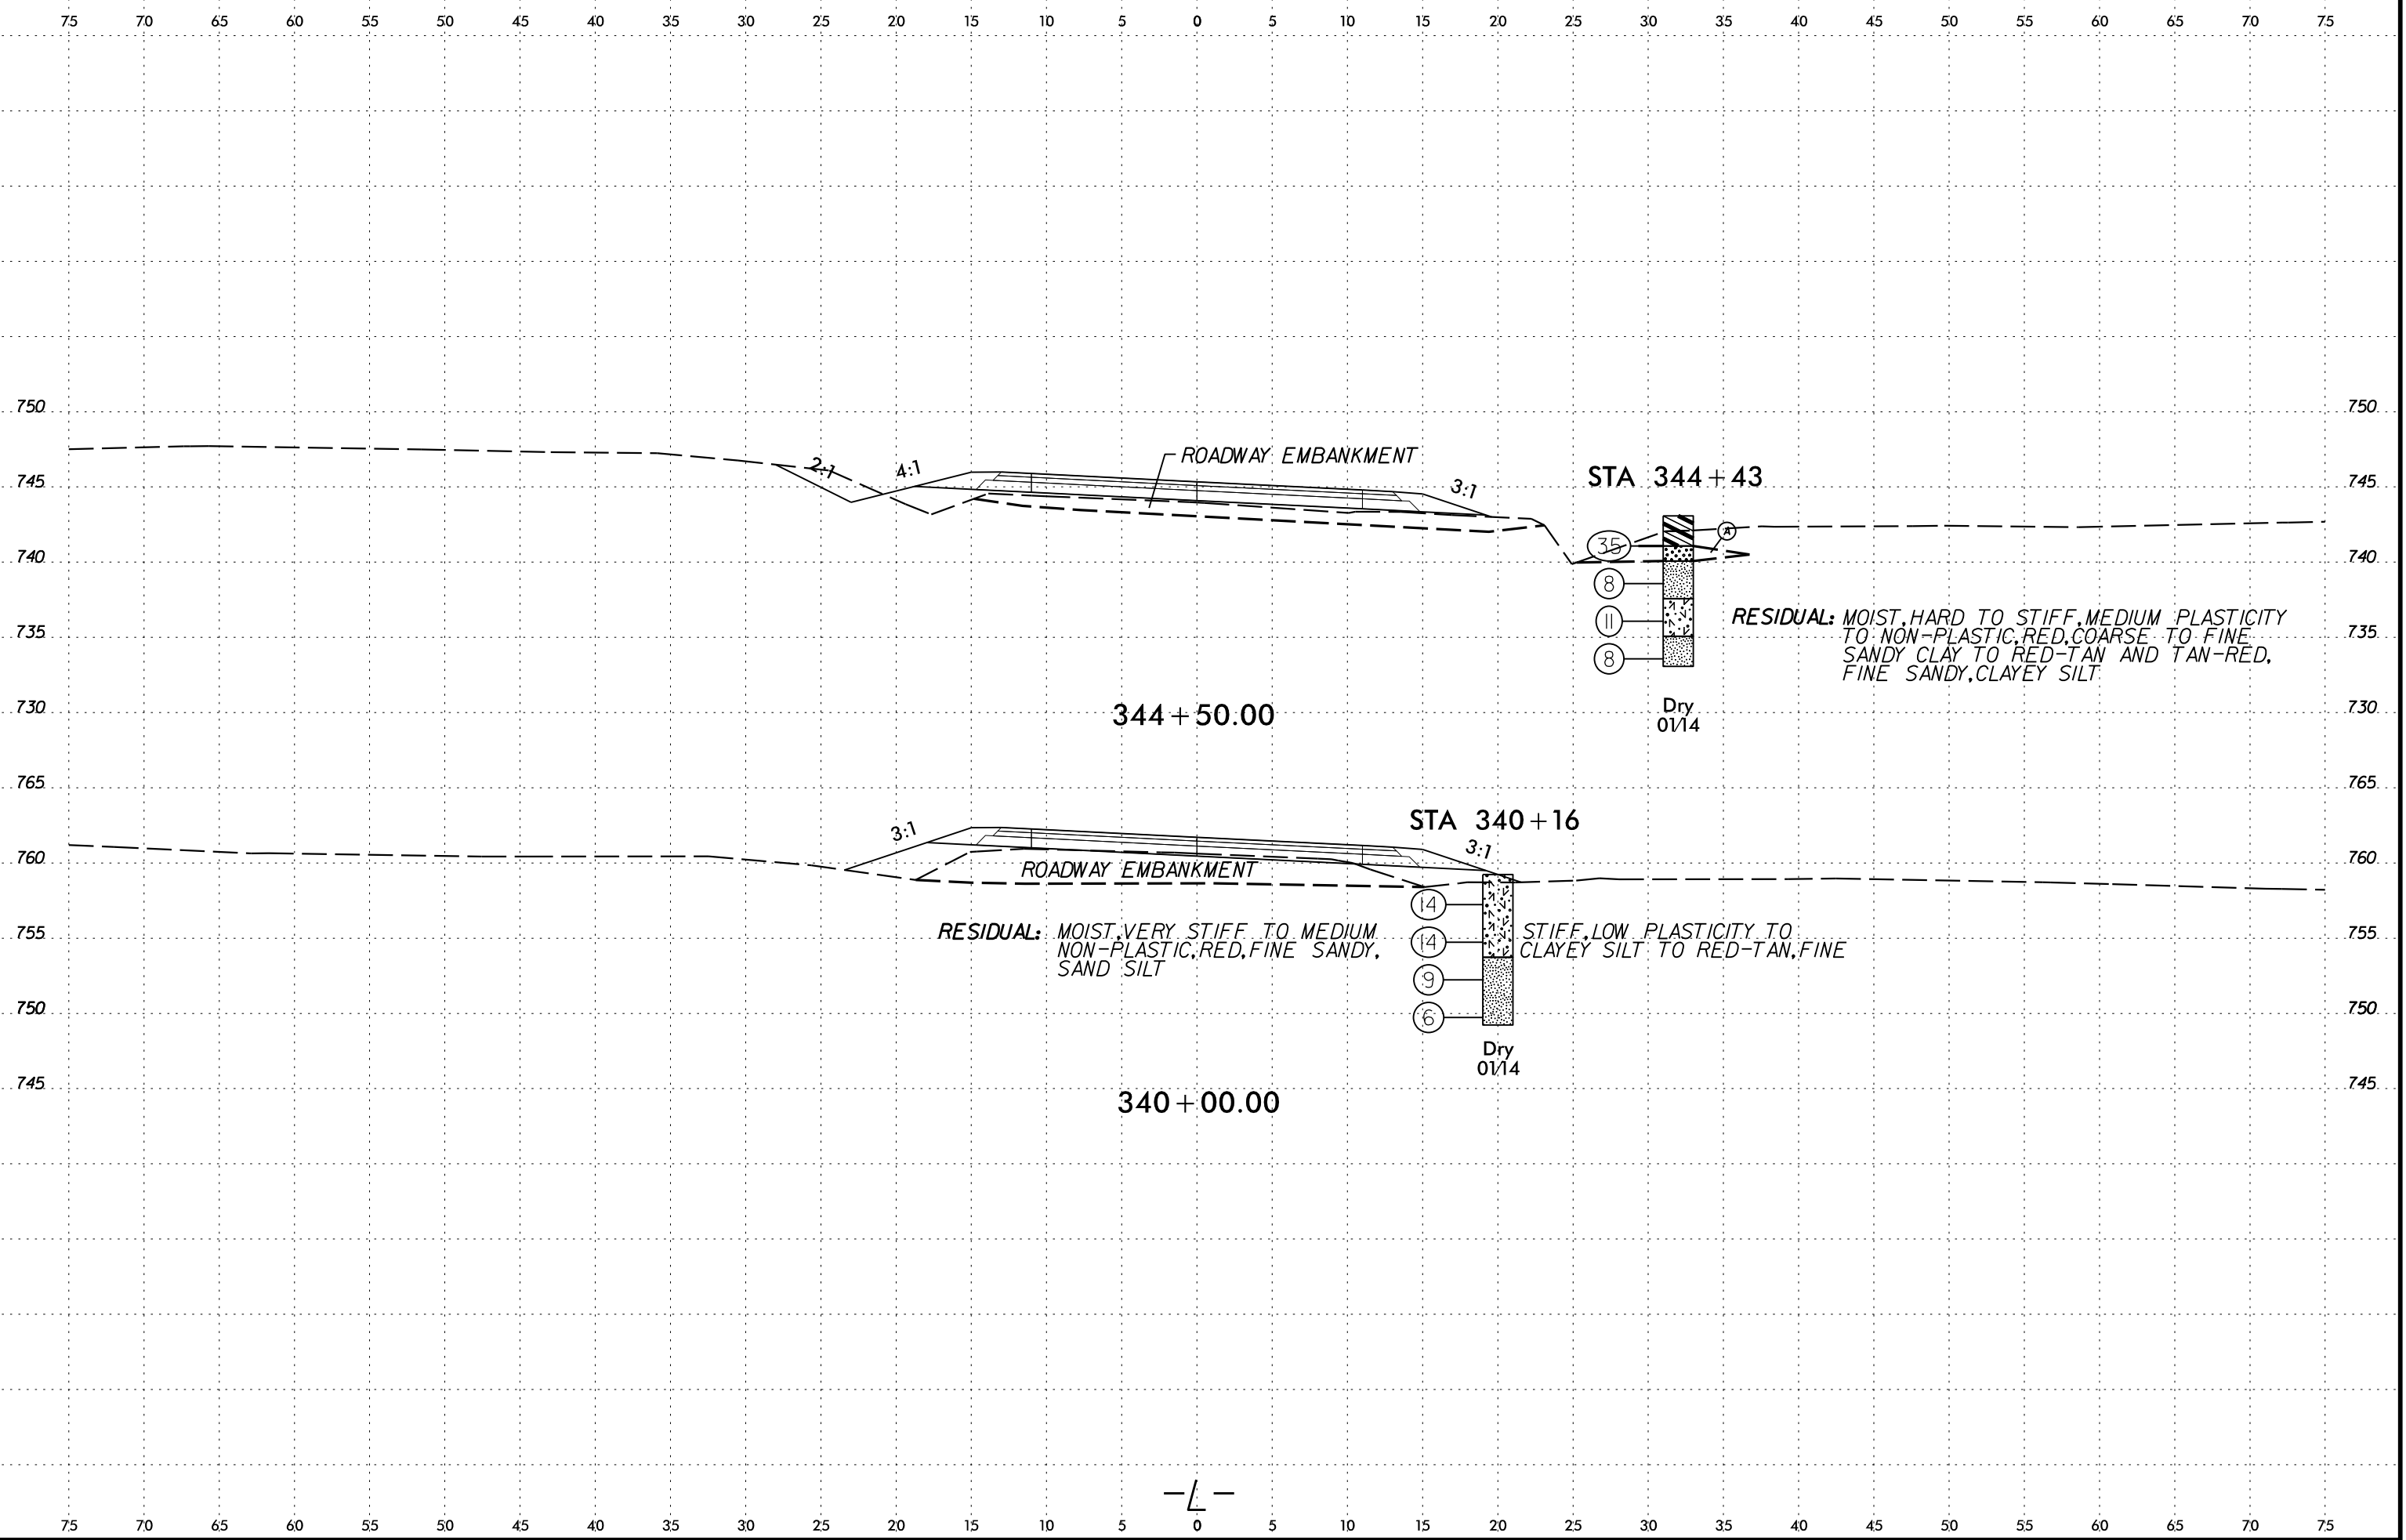 75 70 65 60 55 50 45 40 35 30 25 20 15 10 5 0 5 10 15 20 25 30 35 40 45 50 55 60 65 70 75
750 750
ROADWAY EMBANKMENT
2:1 4:1
745 745
3:1
STA 344+43
A
35
740 740
8
11
8
RESIDUAL: MOIST,HARD TO STIFF,MEDIUM PLASTICITY
TO NON-PLASTIC,RED,COARSE TO FINE
SANDY CLAY TO RED-TAN AND TAN-RED,
FINE SANDY,CLAYEY SILT
735 735
Dry
01/14
730 730
344+50.00
765 765
STA 340+16
3:1 3:1
760 760
ROADWAY EMBANKMENT
14
14
9
6
RESIDUAL: MOIST,VERY STIFF TO MEDIUM STIFF,LOW PLASTICITY TO
NON-PLASTIC,RED,FINE SANDY, CLAYEY SILT TO RED-TAN,FINE
SAND SILT
755 755
750 750
Dry
01/14
745 745
340+00.00
-L-
75 70 65 60 55 50 45 40 35 30 25 20 15 10 5 0 5 10 15 20 25 30 35 40 45 50 55 60 65 70 75